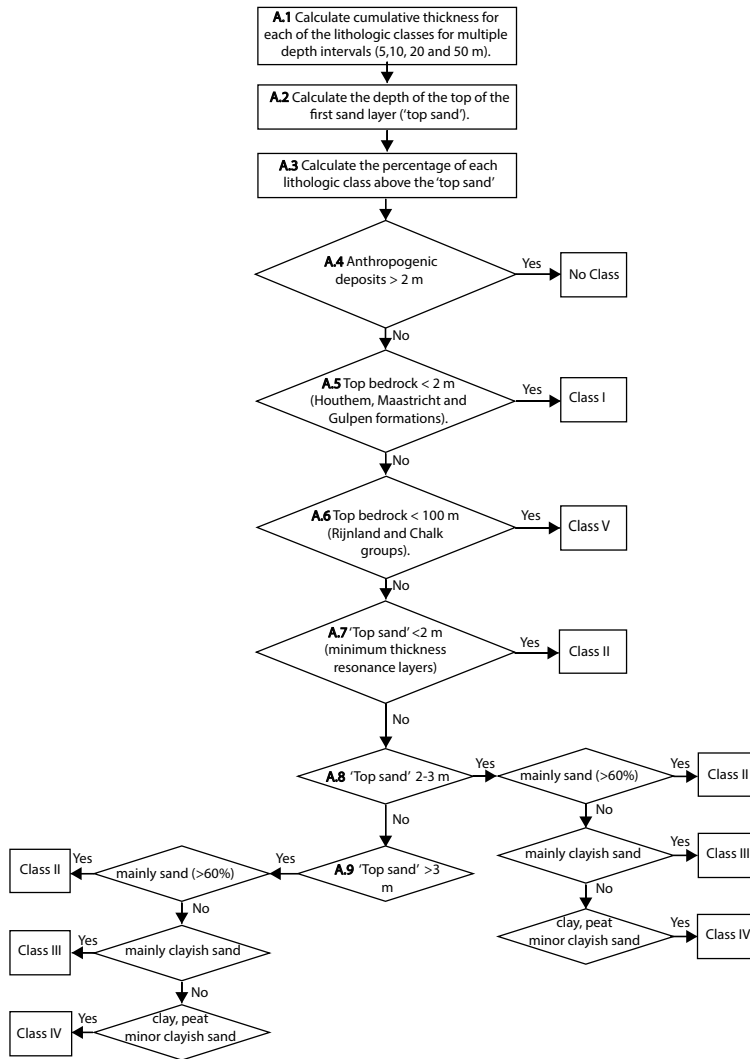 A.1 Calculate cumulative thickness for
each of the lithologic classes for multiple
depth intervals (5,10, 20 and 50 m).
A.2 Calculate the depth of the top of the
first sand layer ('top sand').
A.3 Calculate the percentage of each
lithologic class above the 'top sand'
A.4 Anthropogenic
deposits > 2 m
Yes
No Class
No
A.5 Top bedrock < 2 m
(Houthem, Maastricht and
Gulpen formations).
Yes
Class I
No
A.6 Top bedrock < 100 m
(Rijnland and Chalk
groups).
Yes
Class V
No
A.7 'Top sand' <2 m
(minimum thickness
resonance layers)
Yes
Class II
No
A.8 'Top sand' 2-3 m
Yes
mainly sand (>60%)
Yes
Class II
No
mainly clayish sand
Yes
Class III
No
clay, peat
minor clayish sand
Yes
Class IV
No
A.9 'Top sand' >3
m
Yes
mainly sand (>60%)
Yes
Class II
No
mainly clayish sand
Yes
Class III
No
clay, peat
minor clayish sand
Yes
Class IV